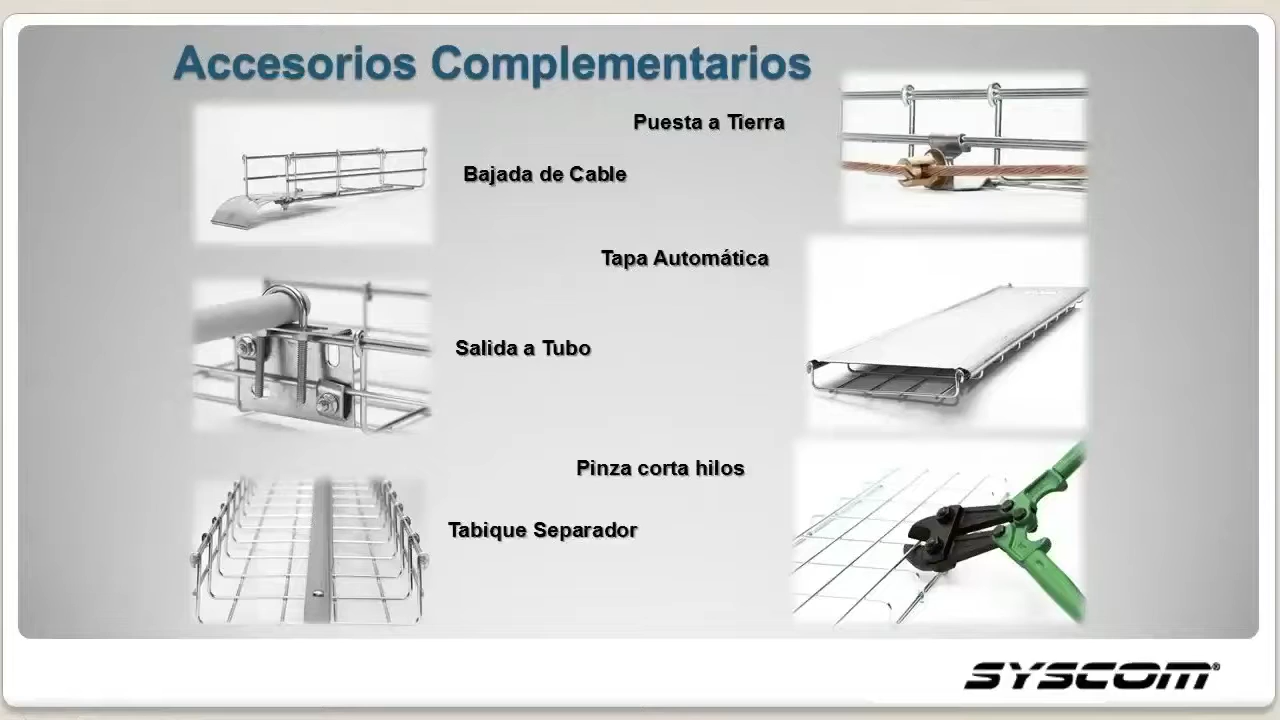 Accesorios Complementarios
Puesta a Tierra
Bajada de Cable
Tapa Automática
Salida a Tubo
Pinza corta hilos
Tabique Separador
SYSCOM®